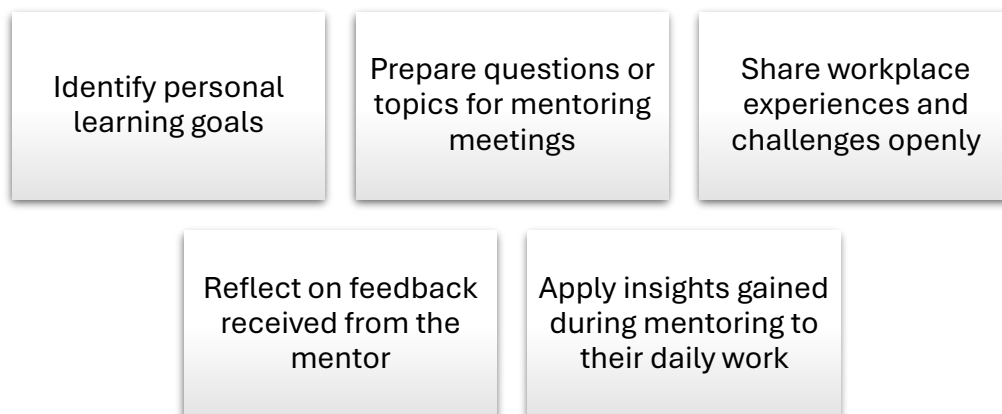 Identify personal
learning goals
Prepare questions or
topics for mentoring
meetings
Share workplace
experiences and
challenges openly
Reflect on feedback
received from the
mentor
Apply insights gained
during mentoring to
their daily work